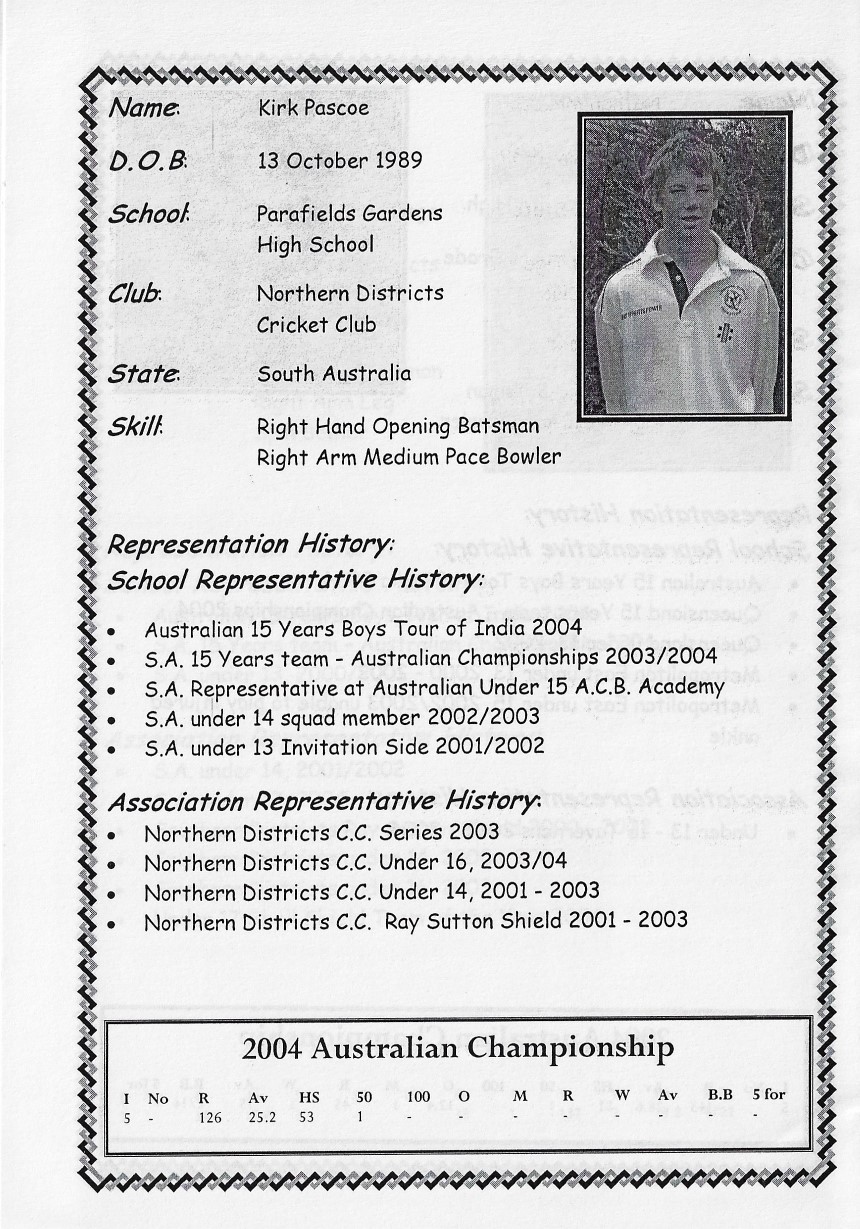 Name: Kirk Pascoe
D.O.B: 13 October 1989
School: Parafields Gardens
High School
Club: Northern Districts
Cricket Club
State: South Australia
Skill: Right Hand Opening Batsman
Right Arm Medium Pace Bowler
Representation History:
School Representative History:
• Australian 15 Years Boys Tour of India 2004
• S.A. 15 Years team - Australian Championships 2003/2004
• S.A. Representative at Australian Under 15 A.C.B. Academy
• S.A. under 14 squad member 2002/2003
• S.A. under 13 Invitation Side 2001/2002
Association Representative History:
• Northern Districts C.C. Series 2003
• Northern Districts C.C. Under 16, 2003/04
• Northern Districts C.C. Under 14, 2001 - 2003
• Northern Districts C.C. Ray Sutton Shield 2001 - 2003
2004 Australian Championship
I No R Av HS 50 100 O M R W Av B.B 5 for
5 - 126 25.2 53 1 - - - - - - - -